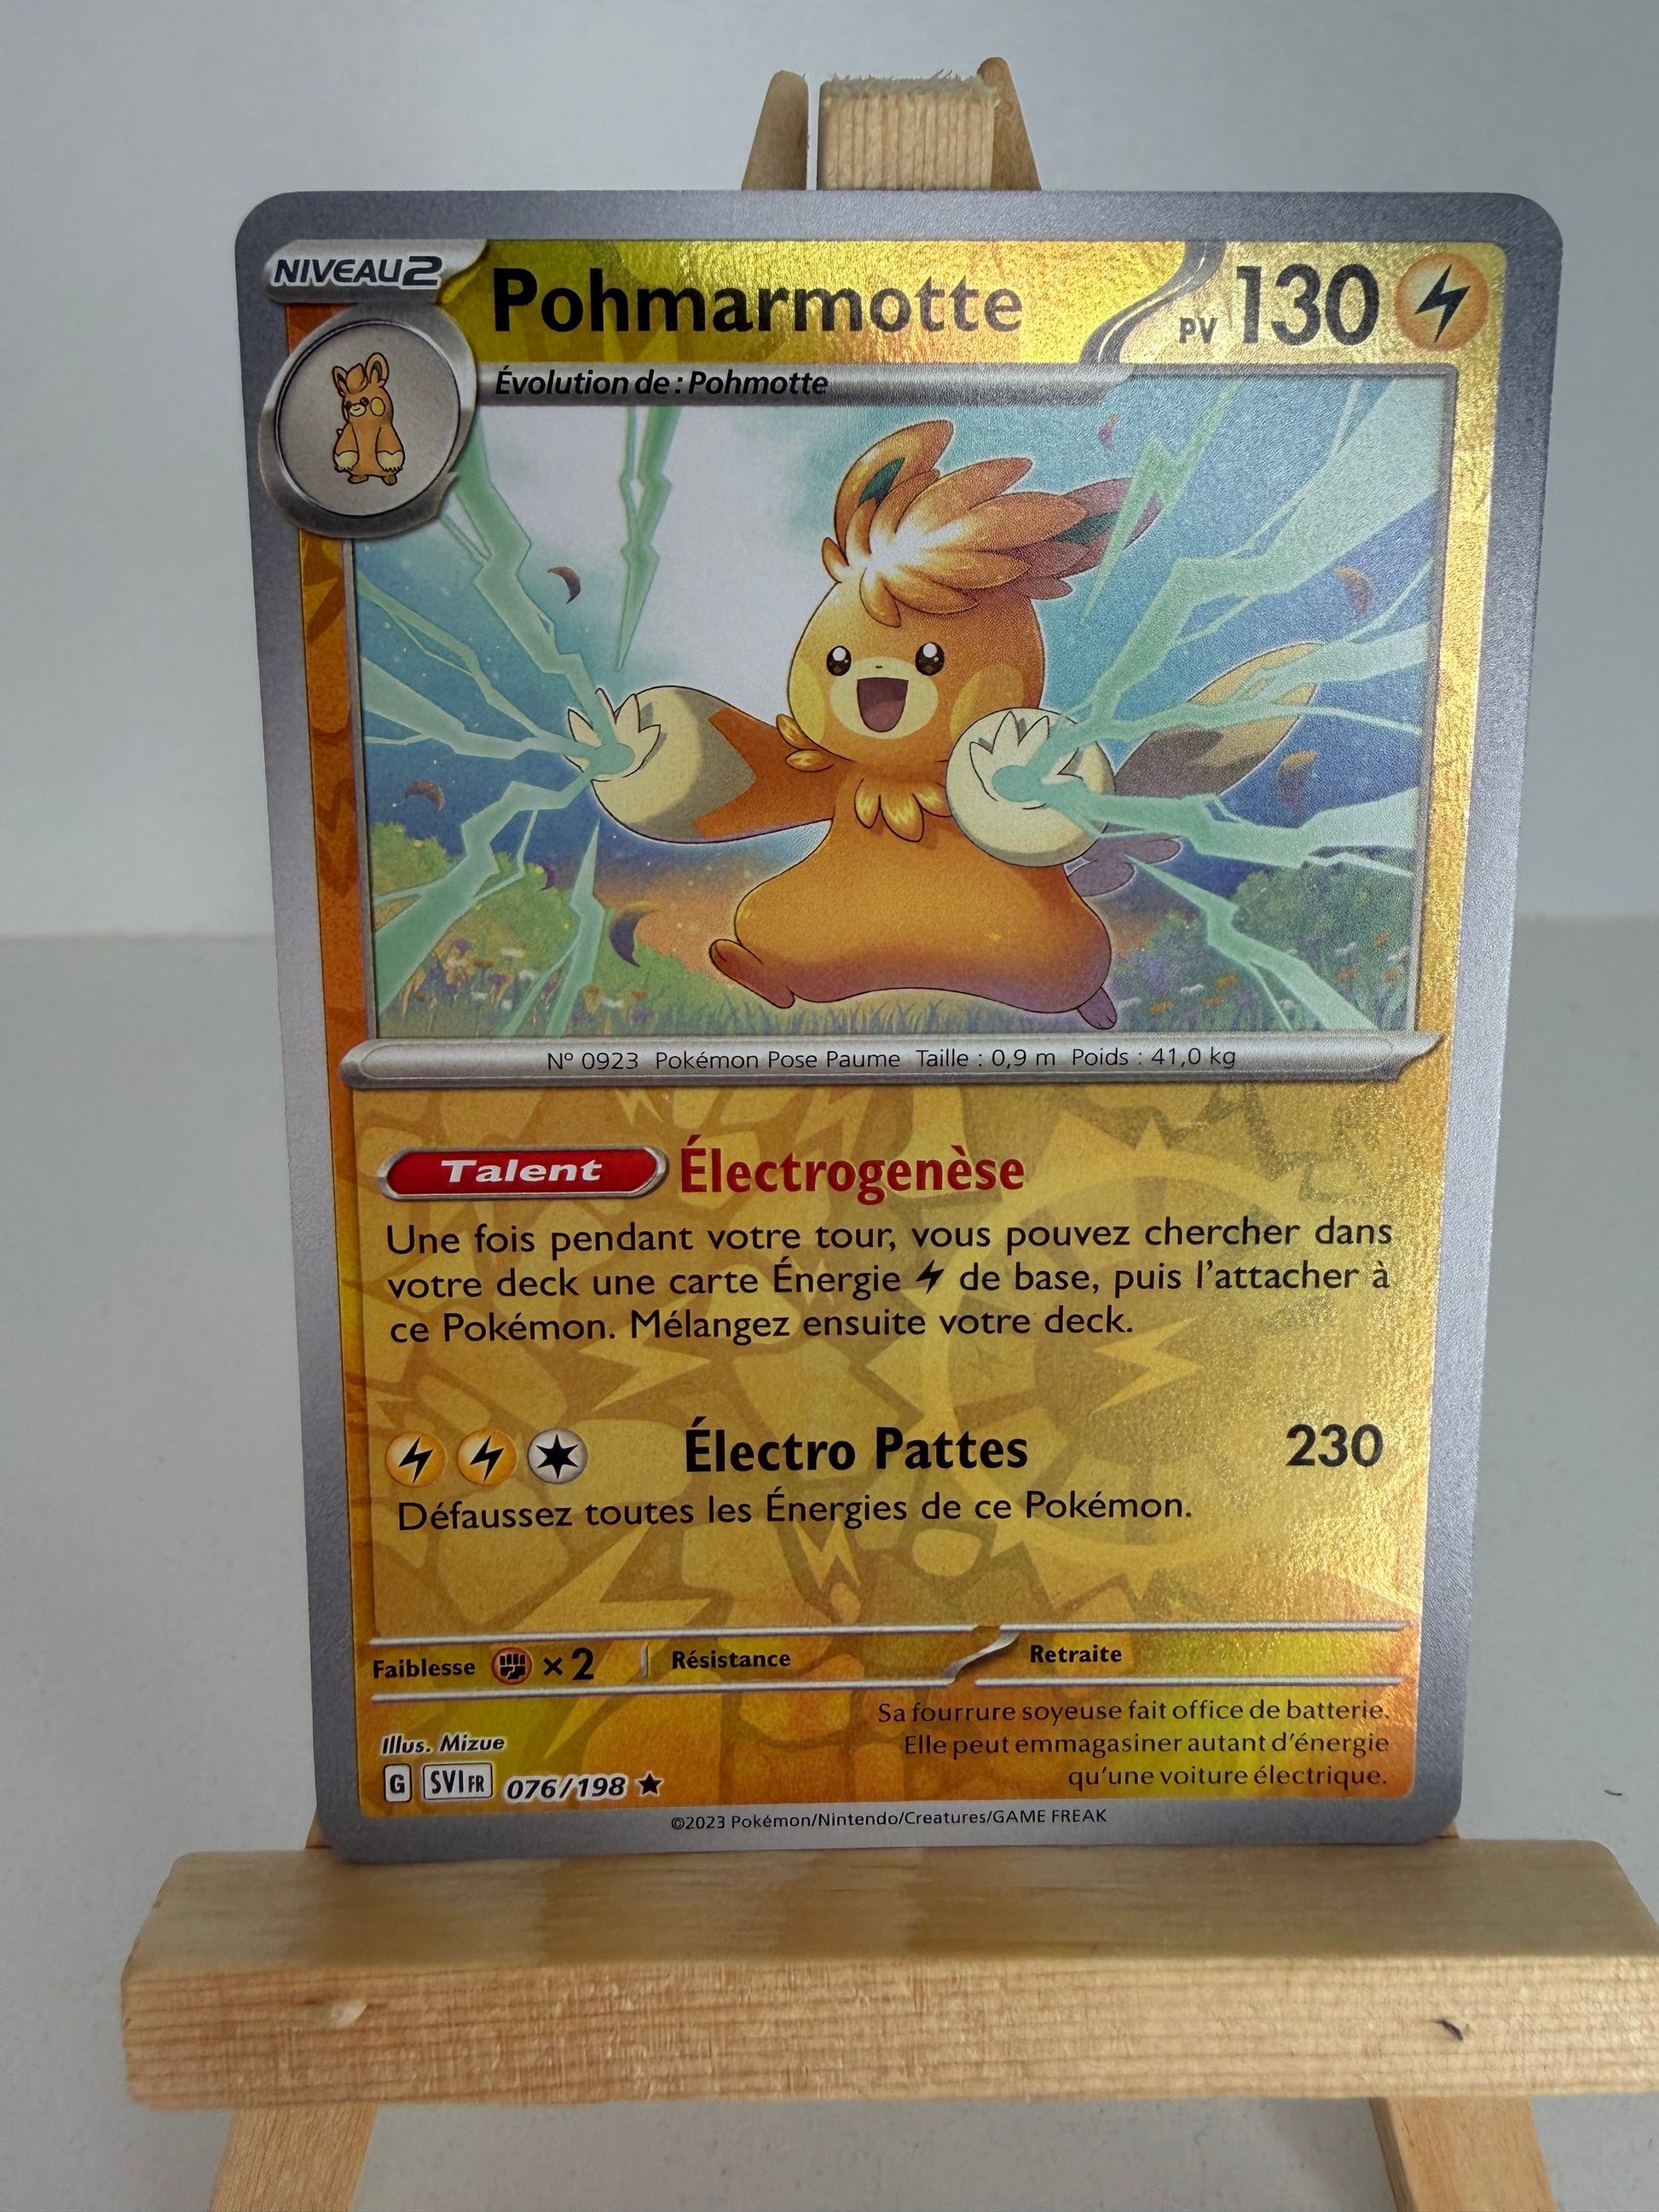 NIVEAU2
Pohmarmotte
PV 130
Évolution de : Pohmotte
Nº 0923 Pokémon Pose Paume Taille : 0,9 m Poids : 41,0 kg
Talent Électrogenèse
Une fois pendant votre tour, vous pouvez chercher dans
votre deck une carte Énergie de base, puis l'attacher à
ce Pokémon. Mélangez ensuite votre deck.
Électro Pattes 230
Défaussez toutes les Énergies de ce Pokémon.
Faiblesse ×2 Résistance Retraite
Sa fourrure soyeuse fait office de batterie.
Elle peut emmagasiner autant d'énergie
qu'une voiture électrique.
Illus. Mizue
G SVI FR 076/198 ★
©2023 Pokémon/Nintendo/Creatures/GAME FREAK